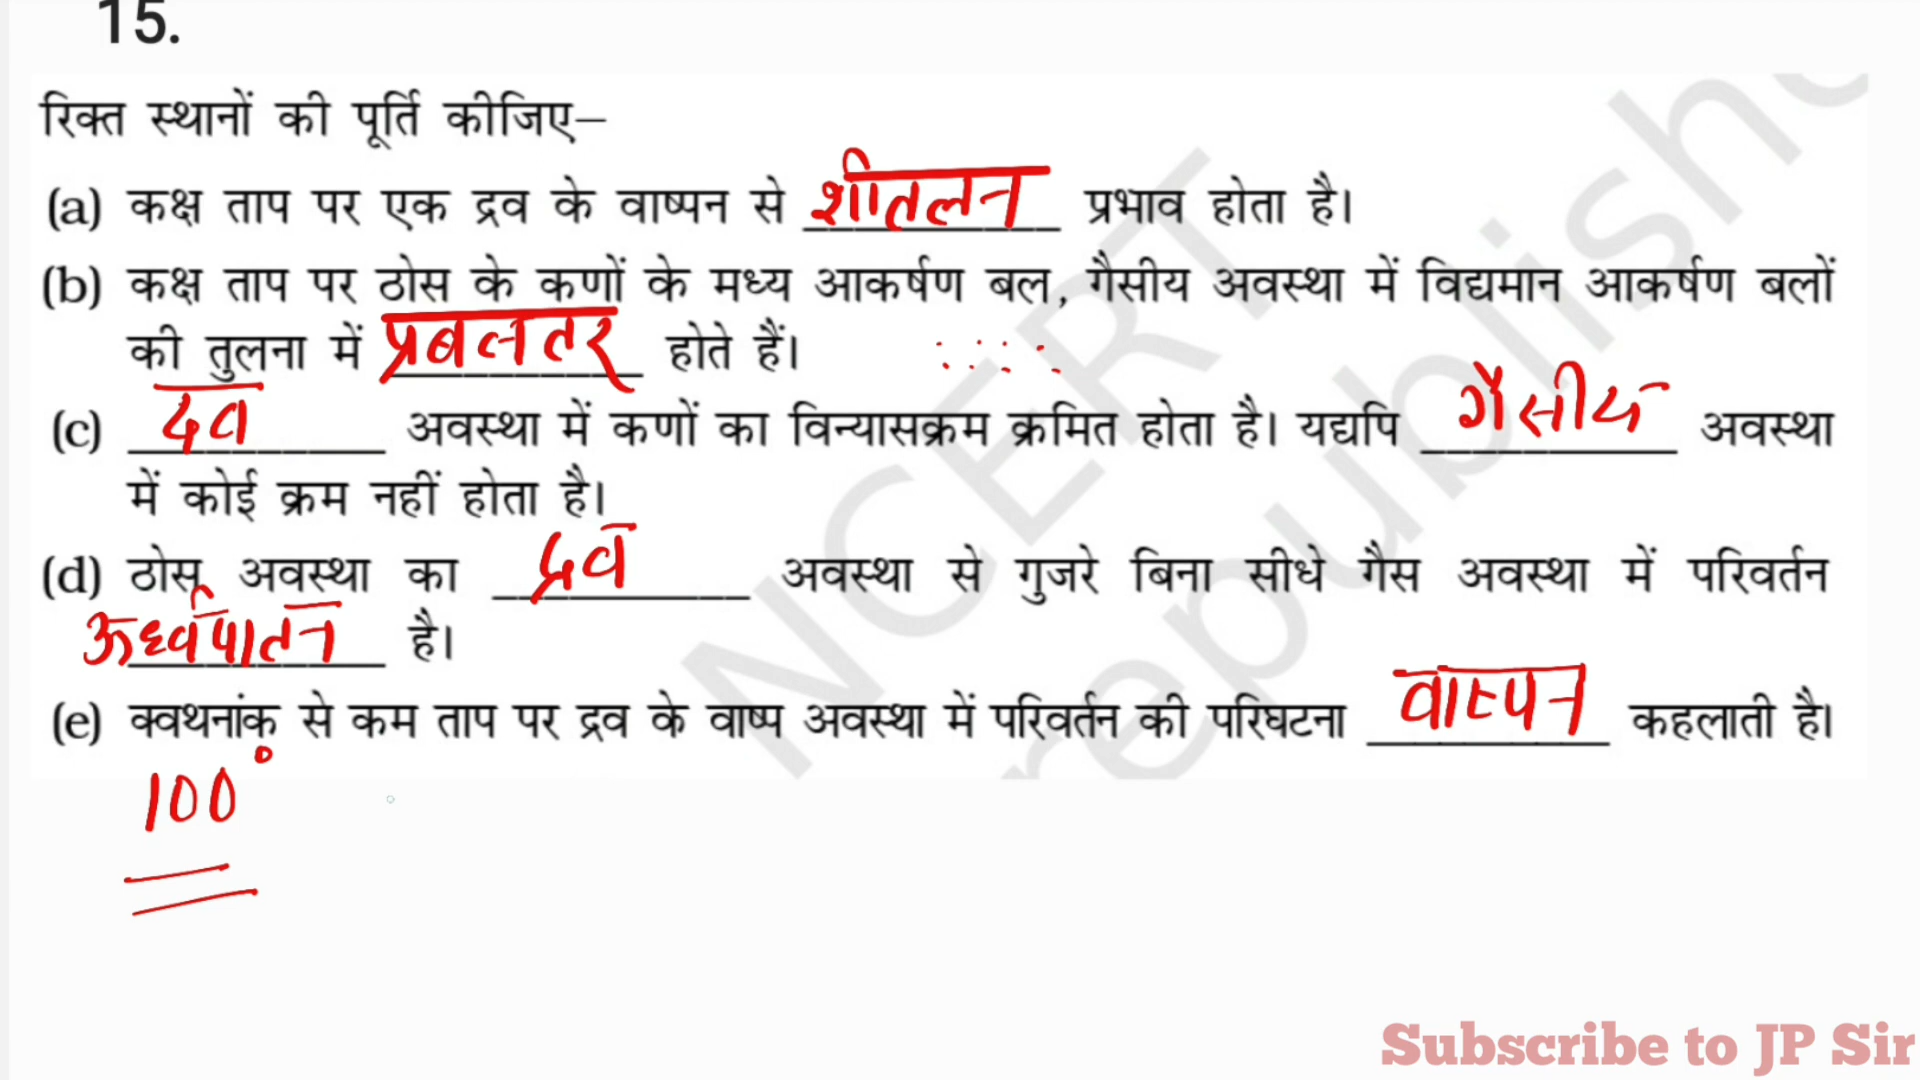 15.
रिक्त स्थानों की पूर्ति कीजिए—
(a) कक्ष ताप पर एक द्रव के वाष्पन से शीतलन प्रभाव होता है।
(b) कक्ष ताप पर ठोस के कणों के मध्य आकर्षण बल, गैसीय अवस्था में विद्यमान आकर्षण बलों
की तुलना में प्रबलतर होते हैं।
(c) द्रव अवस्था में कणों का विन्यासक्रम क्रमित होता है। यद्यपि गैसीय अवस्था
में कोई क्रम नहीं होता है।
(d) ठोस अवस्था का द्रव अवस्था से गुजरे बिना सीधे गैस अवस्था में परिवर्तन
ऊर्ध्वपातन है।
(e) क्वथनांक से कम ताप पर द्रव के वाष्प अवस्था में परिवर्तन की परिघटना वाष्पन कहलाती है।
100°
NCERT
republishe
Subscribe to JP Sir